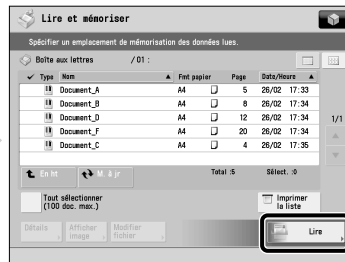 Lire et mémoriser
Spécifier un emplacement de mémorisation des données lues.
Boîte aux lettres /01 :
✓ Type Nom ▲ Fmt papier Page Date/Heure ▲
Document_A A4 5 26/02 17:33
Document_B A4 8 26/02 17:34
Document_D A4 12 26/02 17:34
Document_F A4 20 26/02 17:34
Document_C A4 4 26/02 17:35
1/1
En ht M. à jr Total :5 Sélect. :0
Tout sélectionner
(100 doc. max.)
Imprimer
la liste
Détails
Afficher
image
Modifier
fichier
Lire